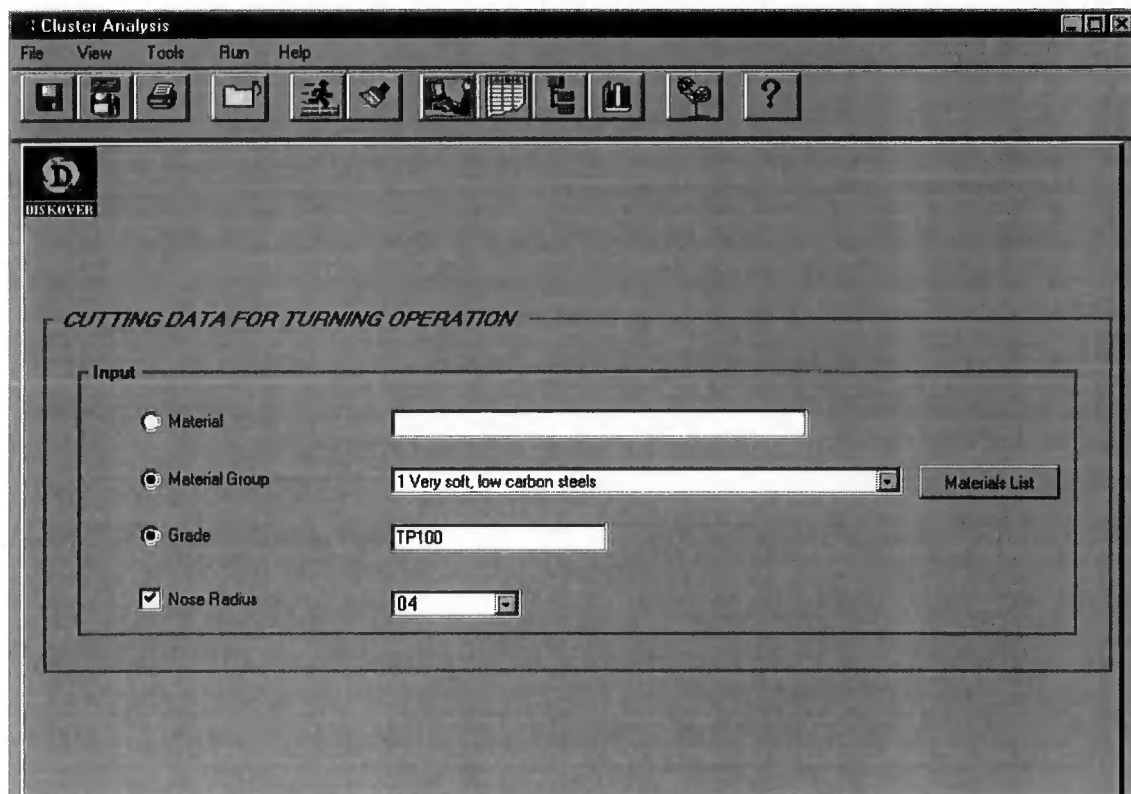 Cluster Analysis
File View Tools Run Help
?
D
DISKOVER
CUTTING DATA FOR TURNING OPERATION
Input
Material
Material Group 1 Very soft, low carbon steels Materials List
Grade TP100
Nose Radius 04